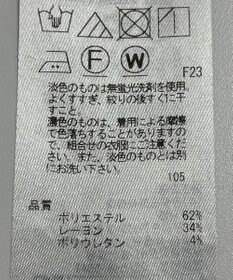 F W
F23
淡色のものは無蛍光洗剤を使用。
よくすすぎ、絞りの後すぐに干
すこと。
濃色のものは、着用による摩擦
で色落ちすることがありますの
で、組合せの衣服にご注意くだ
さい。また、淡色のものとは別
にお洗い下さい。
105
品質
ポリエステル 62%
レーヨン 34%
ポリウレタン 4%